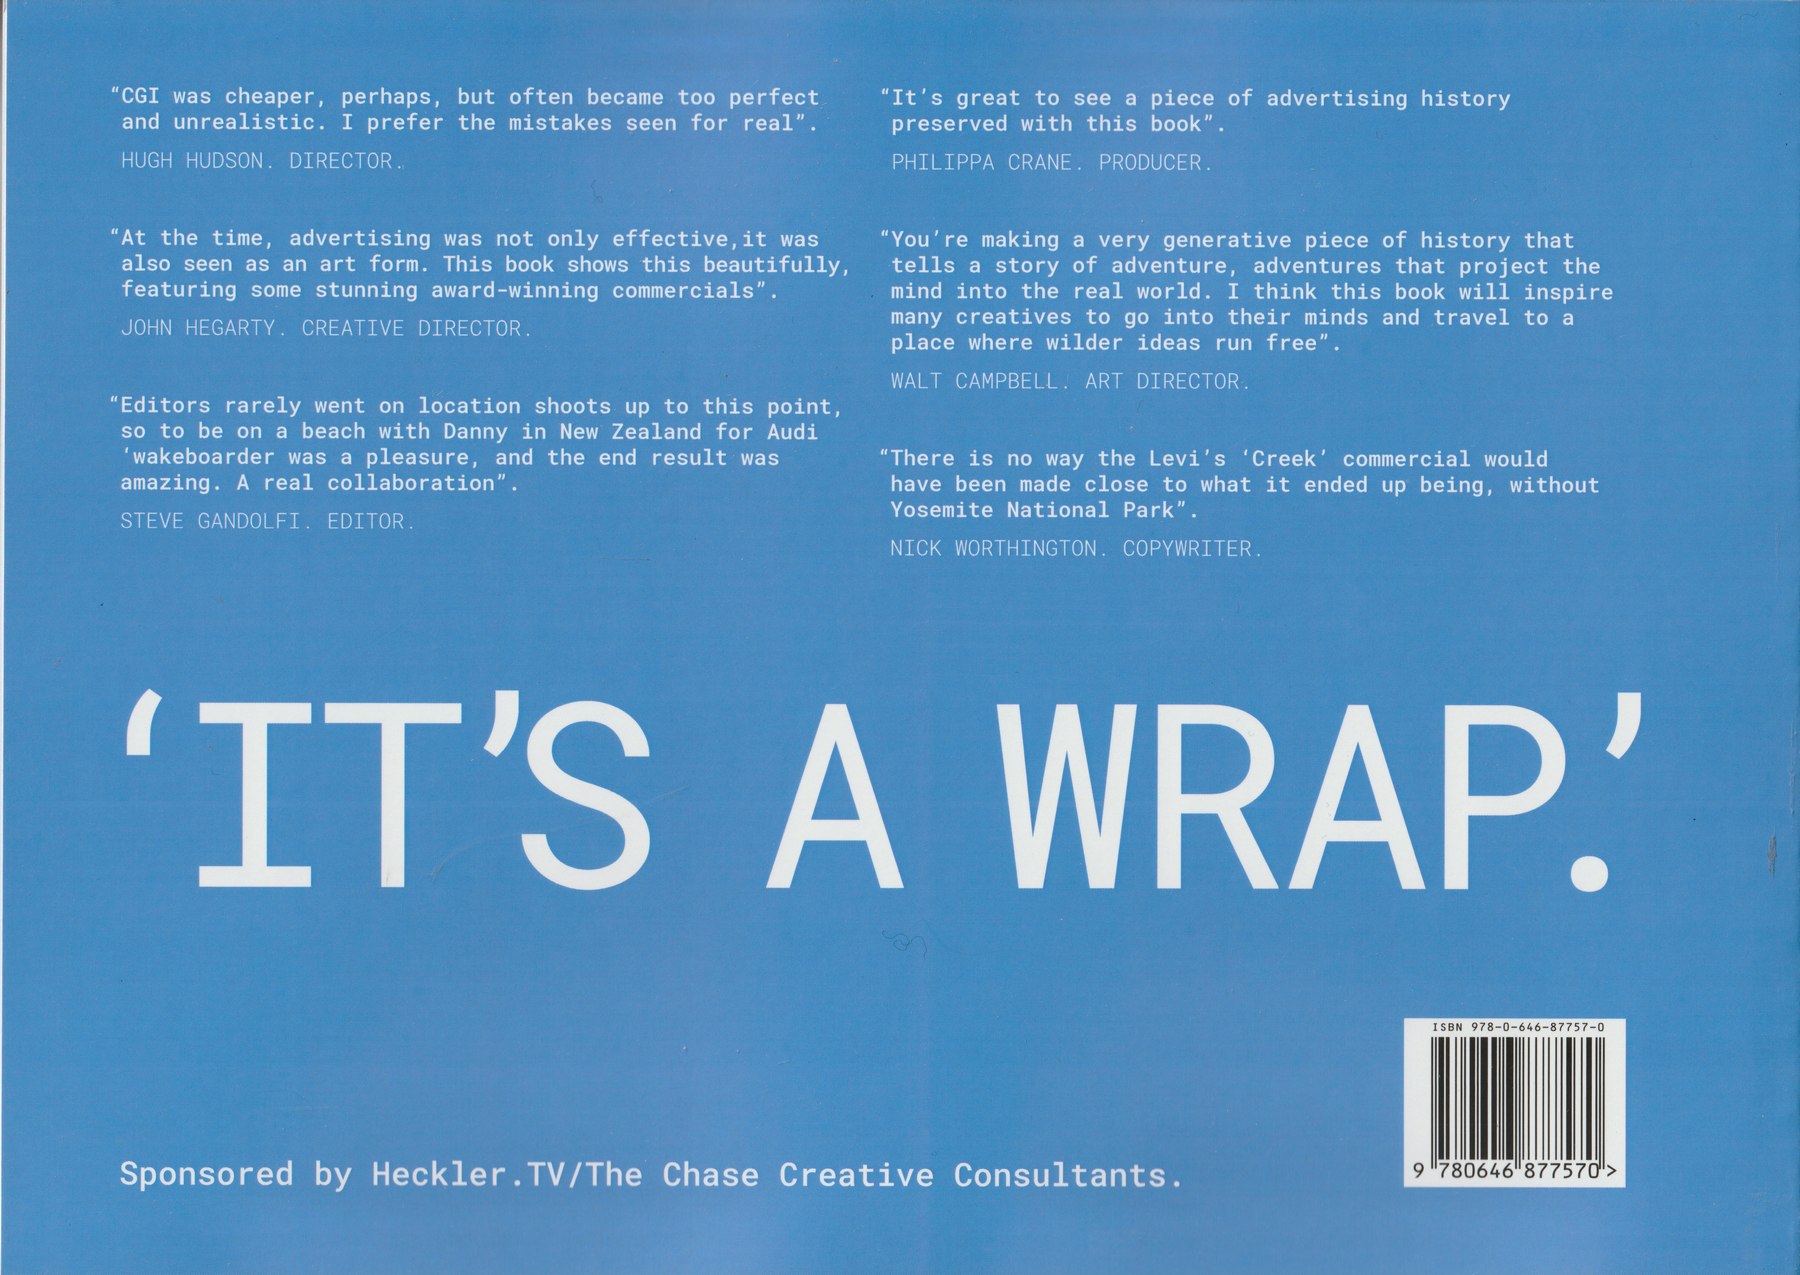 “CGI was cheaper, perhaps, but often became too perfect
and unrealistic. I prefer the mistakes seen for real”.
HUGH HUDSON. DIRECTOR.
“At the time, advertising was not only effective,it was
also seen as an art form. This book shows this beautifully,
featuring some stunning award-winning commercials”.
JOHN HEGARTY. CREATIVE DIRECTOR.
“Editors rarely went on location shoots up to this point,
so to be on a beach with Danny in New Zealand for Audi
‘wakeboarder was a pleasure, and the end result was
amazing. A real collaboration”.
STEVE GANDOLFI. EDITOR.
“It’s great to see a piece of advertising history
preserved with this book”.
PHILIPPA CRANE. PRODUCER.
“You’re making a very generative piece of history that
tells a story of adventure, adventures that project the
mind into the real world. I think this book will inspire
many creatives to go into their minds and travel to a
place where wilder ideas run free”.
WALT CAMPBELL. ART DIRECTOR.
“There is no way the Levi’s ‘Creek’ commercial would
have been made close to what it ended up being, without
Yosemite National Park”.
NICK WORTHINGTON. COPYWRITER.
‘IT’S A WRAP.’
Sponsored by Heckler.TV/The Chase Creative Consultants.
ISBN 978-0-646-87757-0
9 780646 877570 >